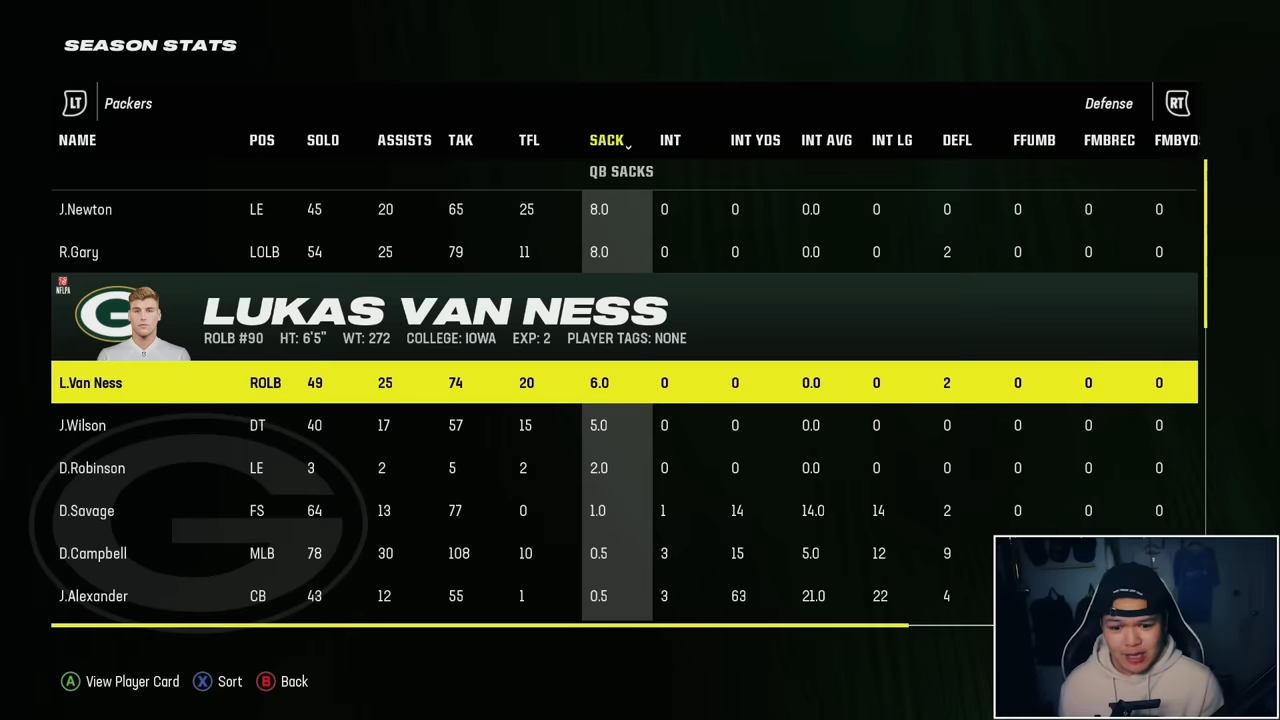 SEASON STATS
LT Packers Defense RT
NAME POS SOLO ASSISTS TAK TFL SACK INT INT YDS INT AVG INT LG DEFL FFUMB FMBREC FMBYD
QB SACKS
J.Newton LE 45 20 65 25 8.0 0 0 0.0 0 0 0 0 0
R.Gary LOLB 54 25 79 11 8.0 0 0 0.0 0 2 0 0 0
NFLPA
G
LUKAS VAN NESS
ROLB #90 HT: 6'5" WT: 272 COLLEGE: IOWA EXP: 2 PLAYER TAGS: NONE
L.Van Ness ROLB 49 25 74 20 6.0 0 0 0.0 0 2 0 0 0
J.Wilson DT 40 17 57 15 5.0 0 0 0.0 0 0 0 0 0
D.Robinson LE 3 2 5 2 2.0 0 0 0.0 0 0 0 0 0
D.Savage FS 64 13 77 0 1.0 1 14 14.0 14 2 0 0 0
D.Campbell MLB 78 30 108 10 0.5 3 15 5.0 12 9
J.Alexander CB 43 12 55 1 0.5 3 63 21.0 22 4
A View Player Card X Sort B Back